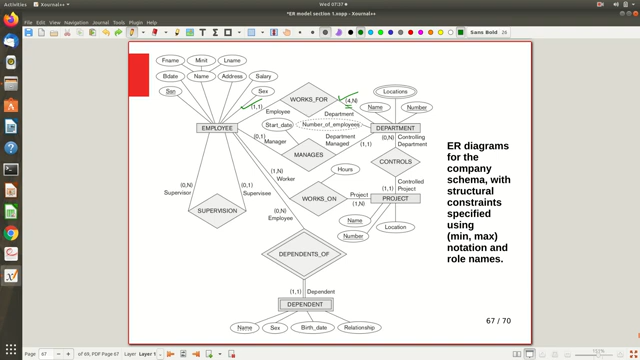 Activities
Wed 07:37
*ER model section 1.xopp - Xournal++
File Edit View Navigation Journal Tools Plugin Help
Sans Bold 26
Fname Minit Lname
Bdate Name Address Salary
Ssn Sex
WORKS_FOR
(1,1) (4,N)
Employee Department
Locations
Name Number
Start_date Number_of_employees
EMPLOYEE DEPARTMENT
(0,1) Manager
Department Managed
(1,1)
MANAGES
(0,N) Controlling Department
CONTROLS
Hours
(1,N) Worker
(0,N) Supervisor
(0,1) Supervisee
WORKS_ON
Project (1,N)
(1,1) Controlled Project
PROJECT
SUPERVISION
(0,N) Employee
Name
Number
Location
DEPENDENTS_OF
(1,1) Dependent
DEPENDENT
Name Sex Birth_date Relationship
ER diagrams
for the
company
schema, with
structural
constraints
specified
using
(min, max)
notation and
role names.
67 / 70
Page 67 of 69, PDF Page 67 Layer Layer 1